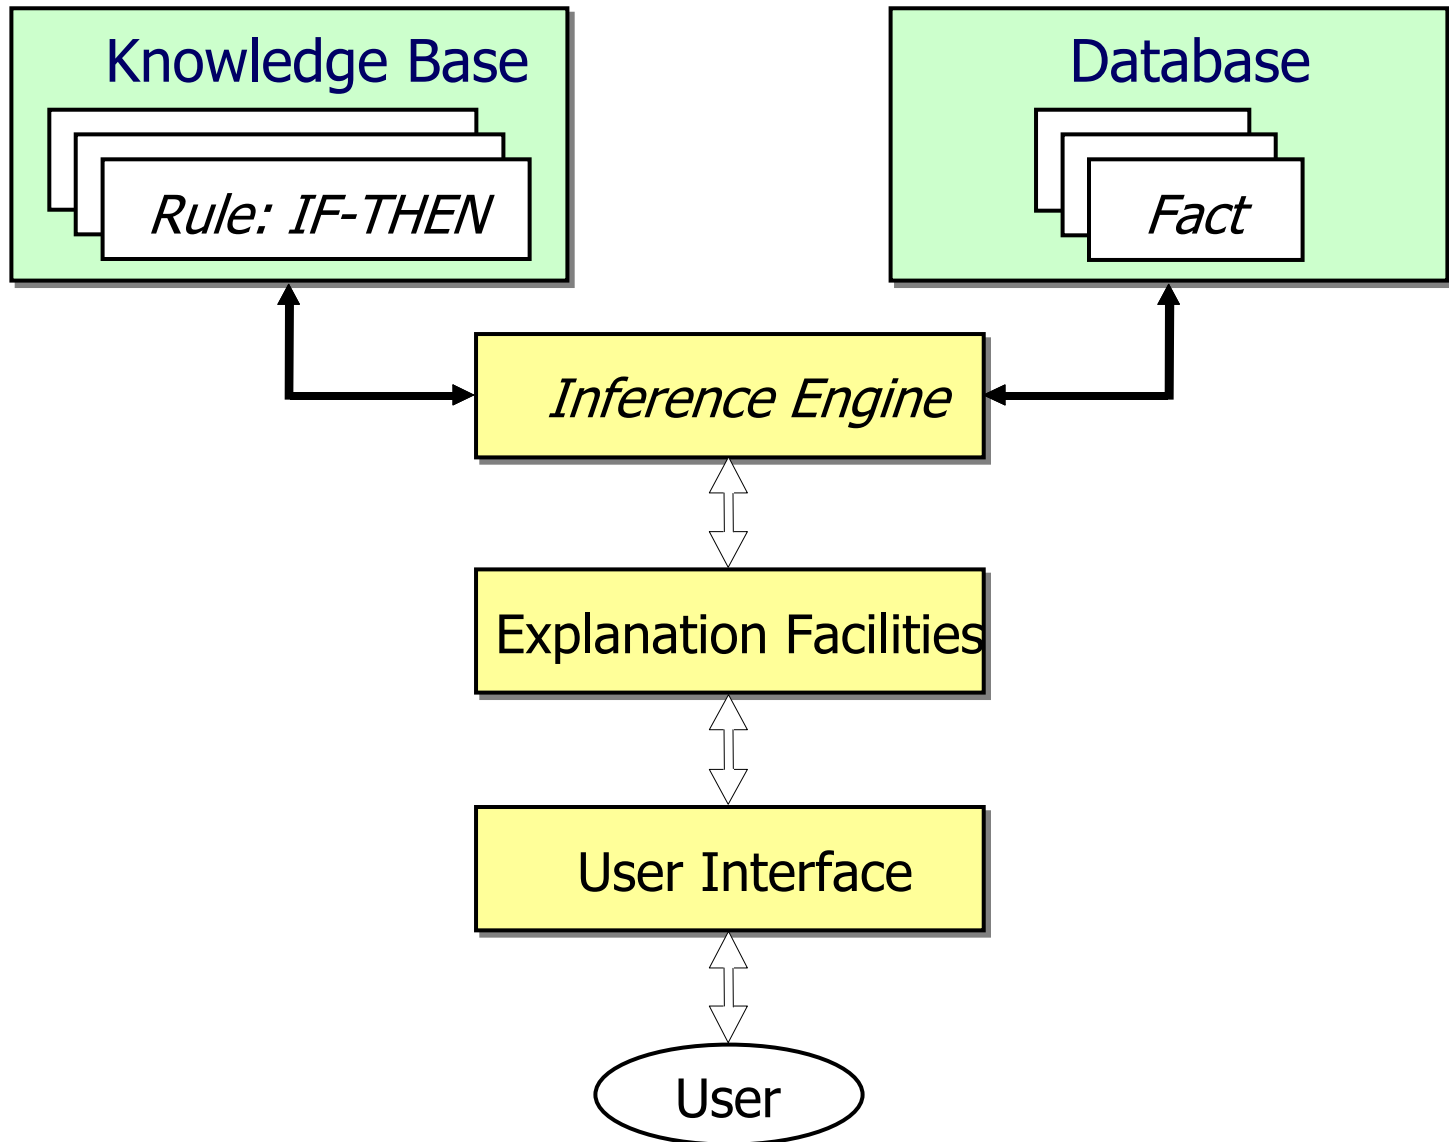 Knowledge Base
Database
Rule: IF-THEN
Fact
Inference Engine
Explanation Facilities
User Interface
User